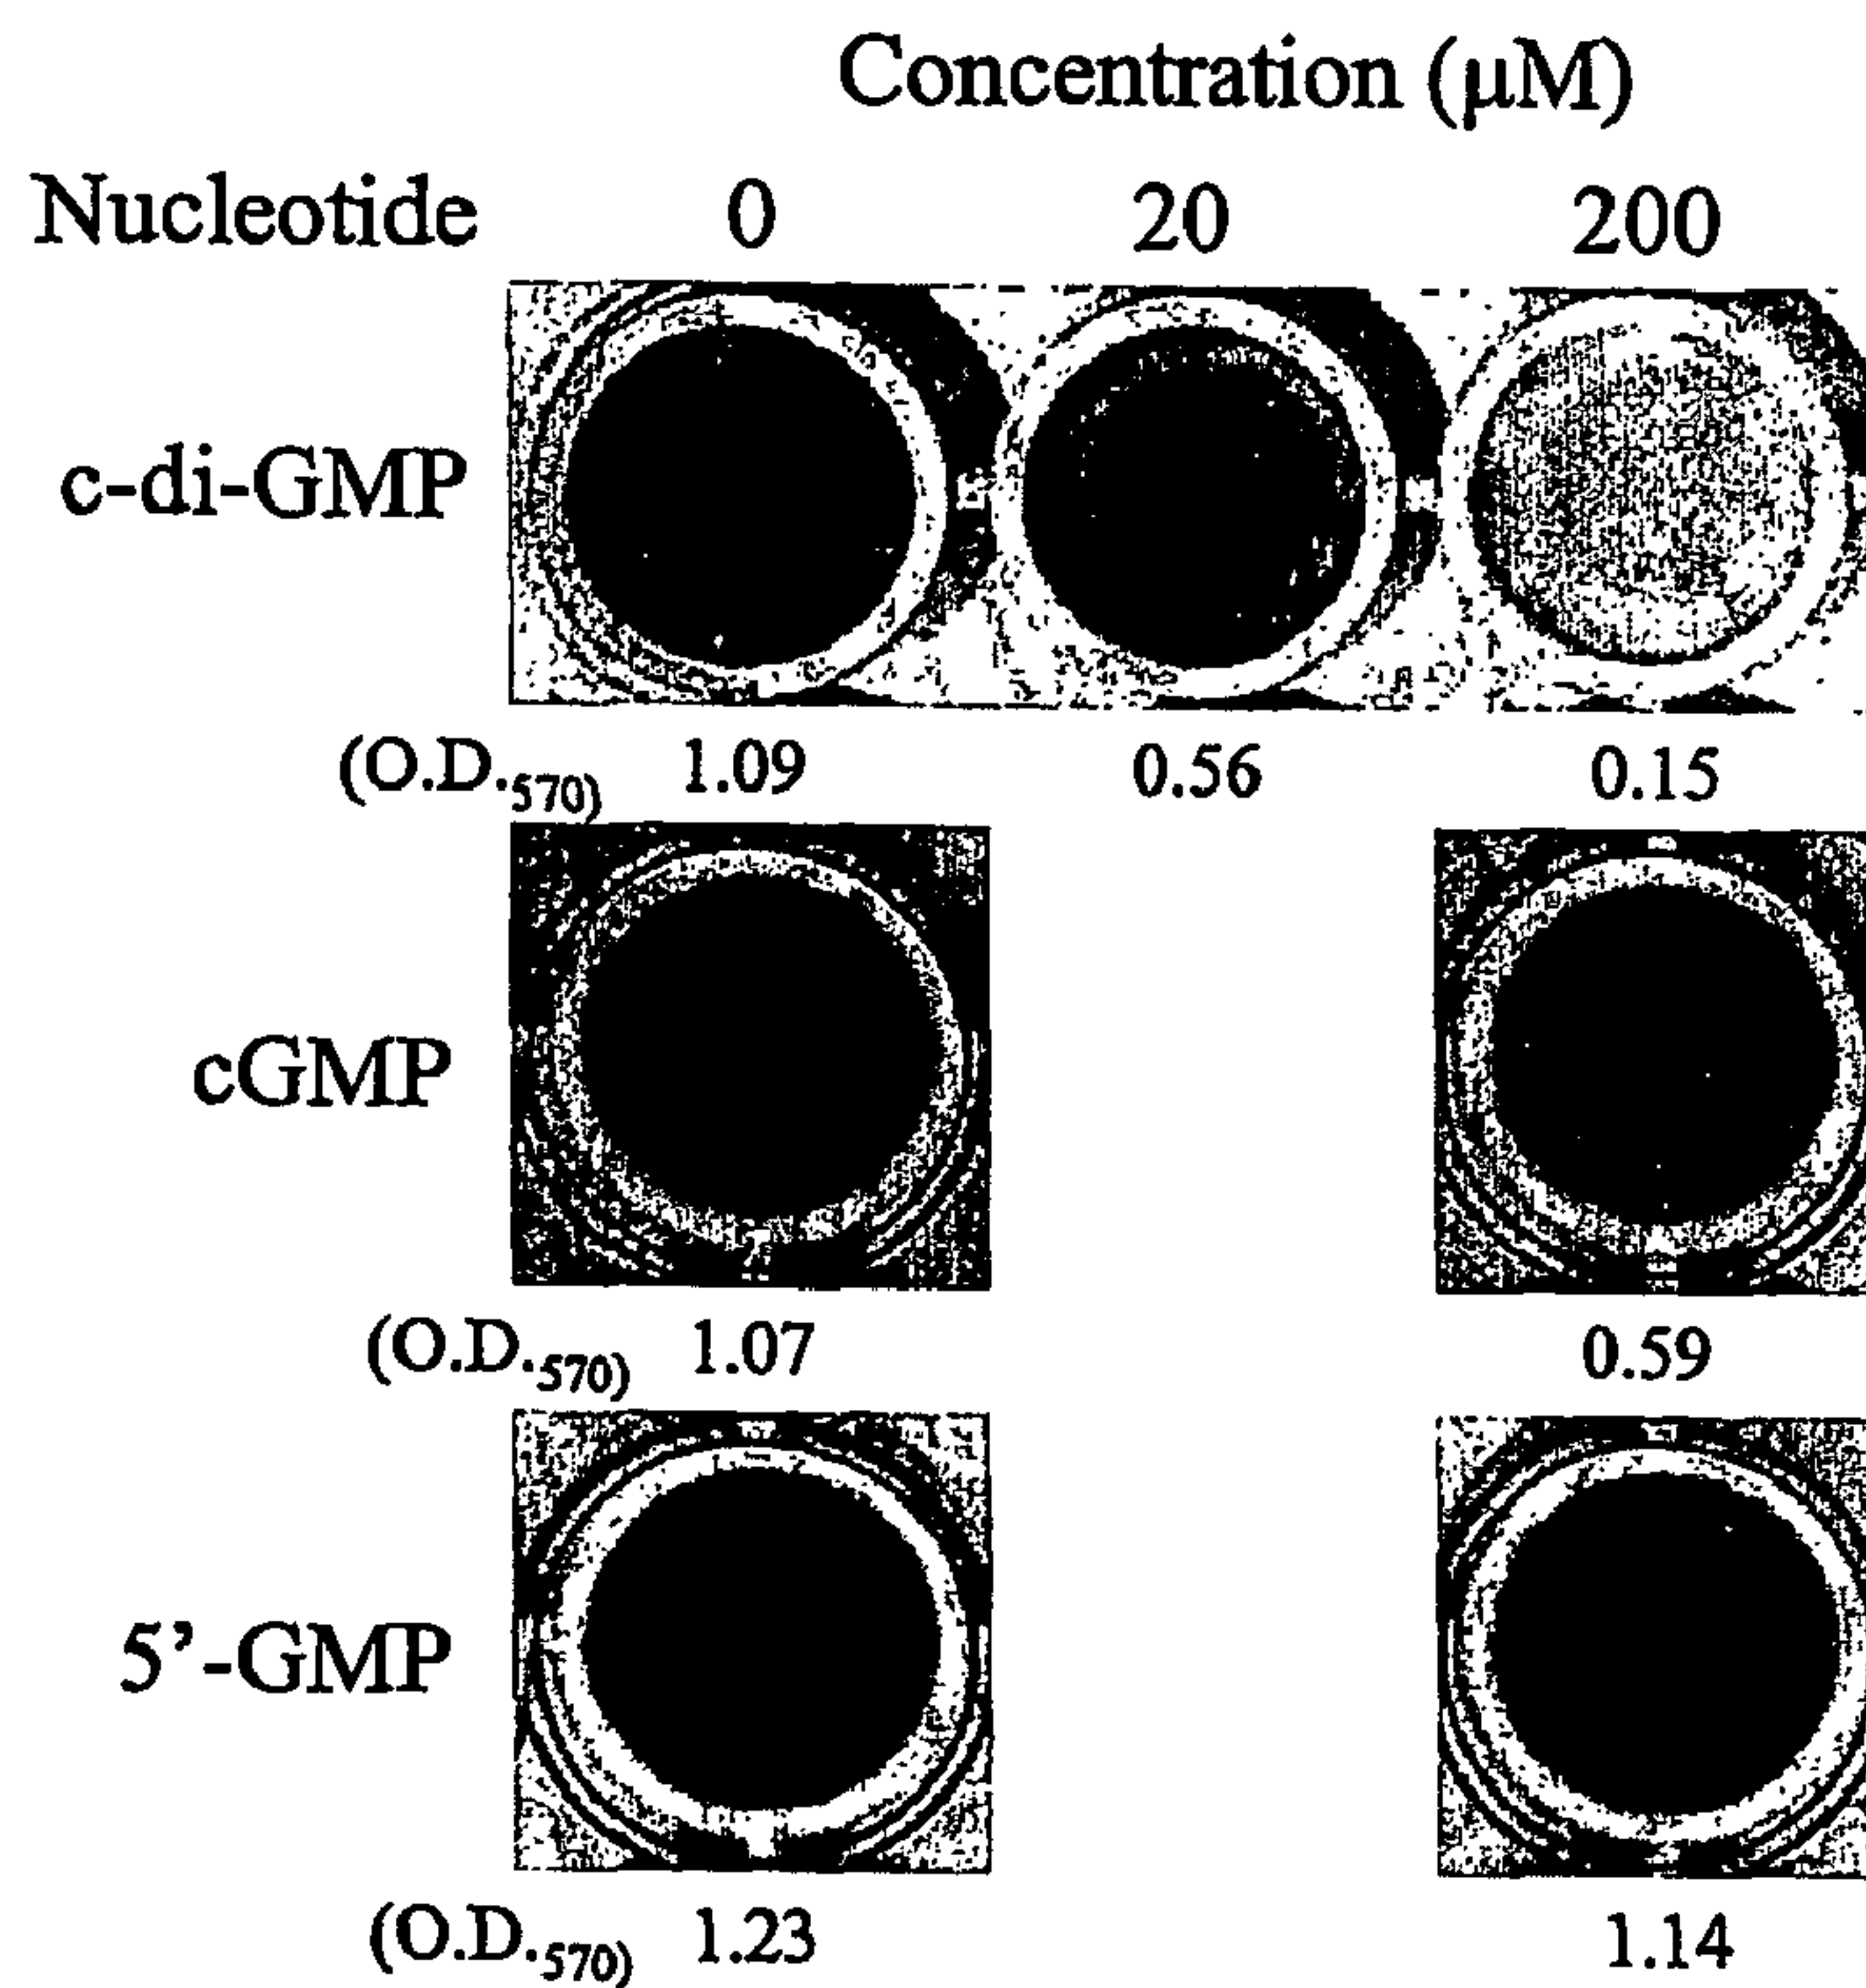 Concentration (μM)
Nucleotide 0 20 200
c-di-GMP
(O.D.570) 1.09 0.56 0.15
cGMP
(O.D.570) 1.07 0.59
5’-GMP
(O.D.570) 1.23 1.14